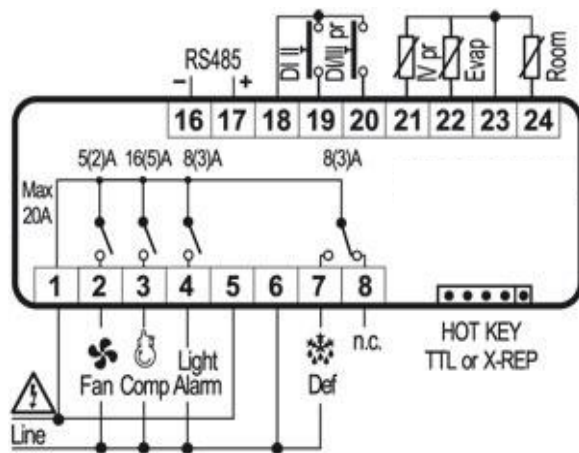 RS485
− +
DI II
DI/III pr
IV pr
Evap
Room
16 17 18 19 20 21 22 23 24
5(2)A 16(5)A 8(3)A 8(3)A
Max
20A
1 2 3 4 5 6 7 8
Fan Comp Light
Alarm
Def
n.c.
HOT KEY
TTL or X-REP
Line